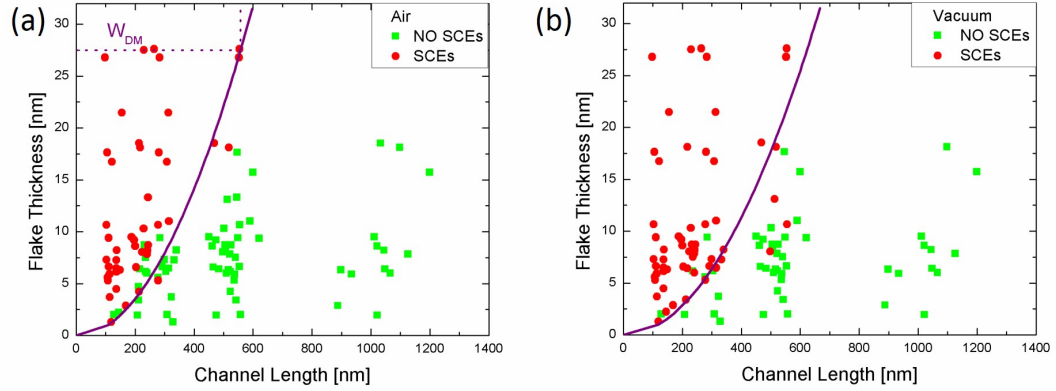 (a)
Air
NO SCEs
SCEs
W_DM
Flake Thickness [nm]
30
25
20
15
10
5
0
0 200 400 600 800 1000 1200 1400
Channel Length [nm]
(b)
Vacuum
NO SCEs
SCEs
Flake Thickness [nm]
30
25
20
15
10
5
0
0 200 400 600 800 1000 1200 1400
Channel Length [nm]